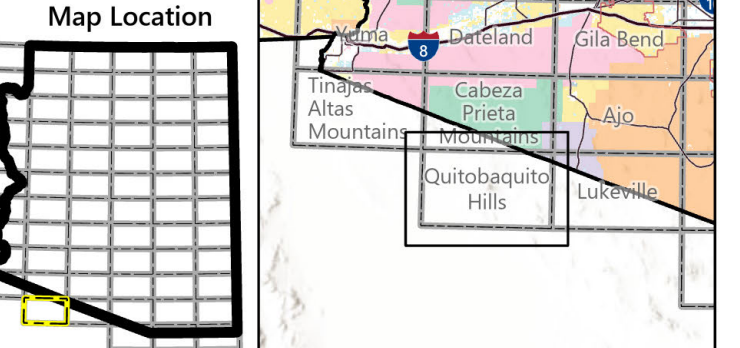 Map Location
Yuma
8
Dateland
Gila Bend
Tinajas
Altas
Mountains
Cabeza
Prieta
Mountains
Ajo
Quitobaquito
Hills
Lukeville